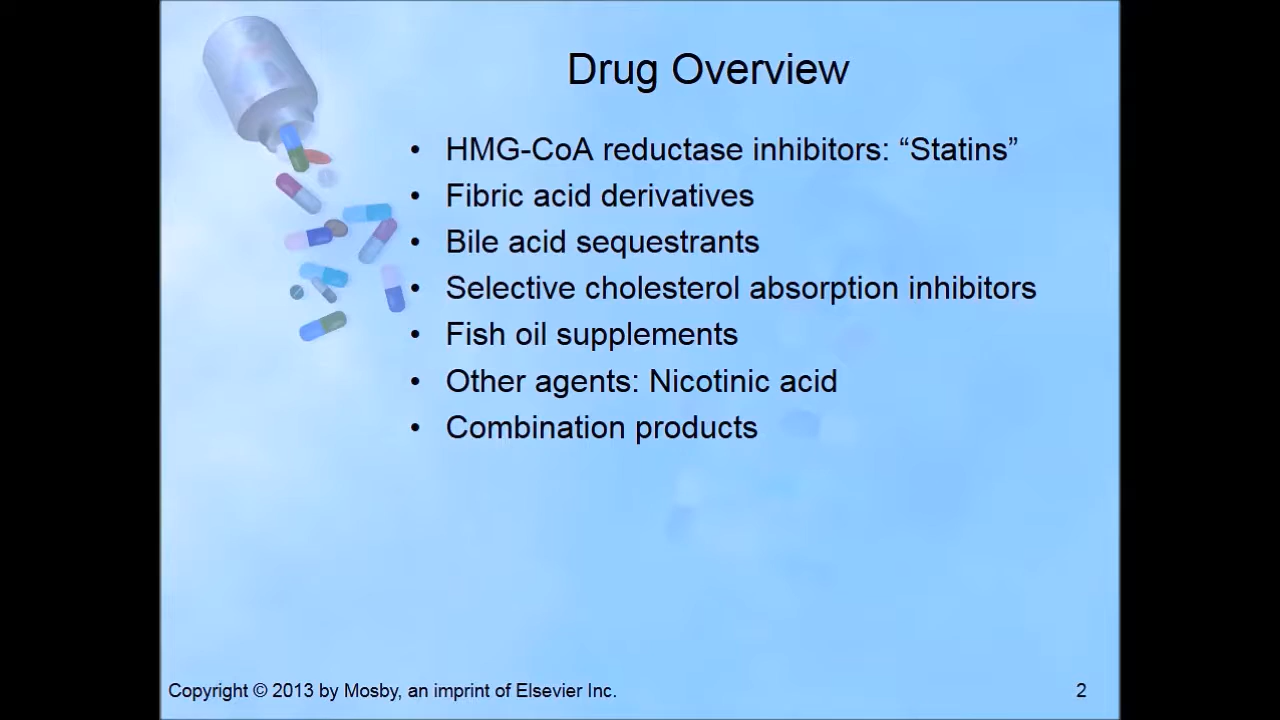 Drug Overview
• HMG-CoA reductase inhibitors: “Statins”
• Fibric acid derivatives
• Bile acid sequestrants
• Selective cholesterol absorption inhibitors
• Fish oil supplements
• Other agents: Nicotinic acid
• Combination products
Copyright © 2013 by Mosby, an imprint of Elsevier Inc.
2